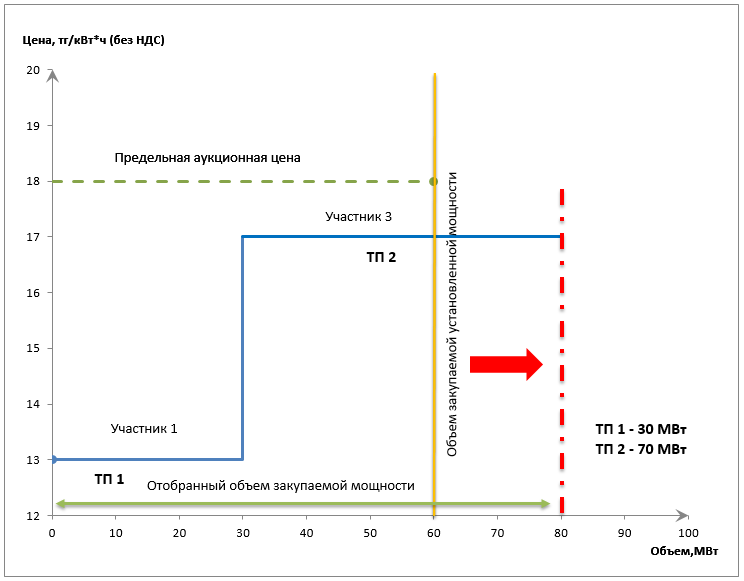 Цена, тг/кВт*ч (без НДС)
20
19
Предельная аукционная цена
18
Участник 3
17
ТП 2
16
Объем закупаемой установленной мощности
15
14
Участник 1
ТП 1 - 30 МВт
ТП 2 - 70 МВт
13
ТП 1
Отобранный объем закупаемой мощности
12
0 10 20 30 40 50 60 70 80 90 100
Объем,МВт